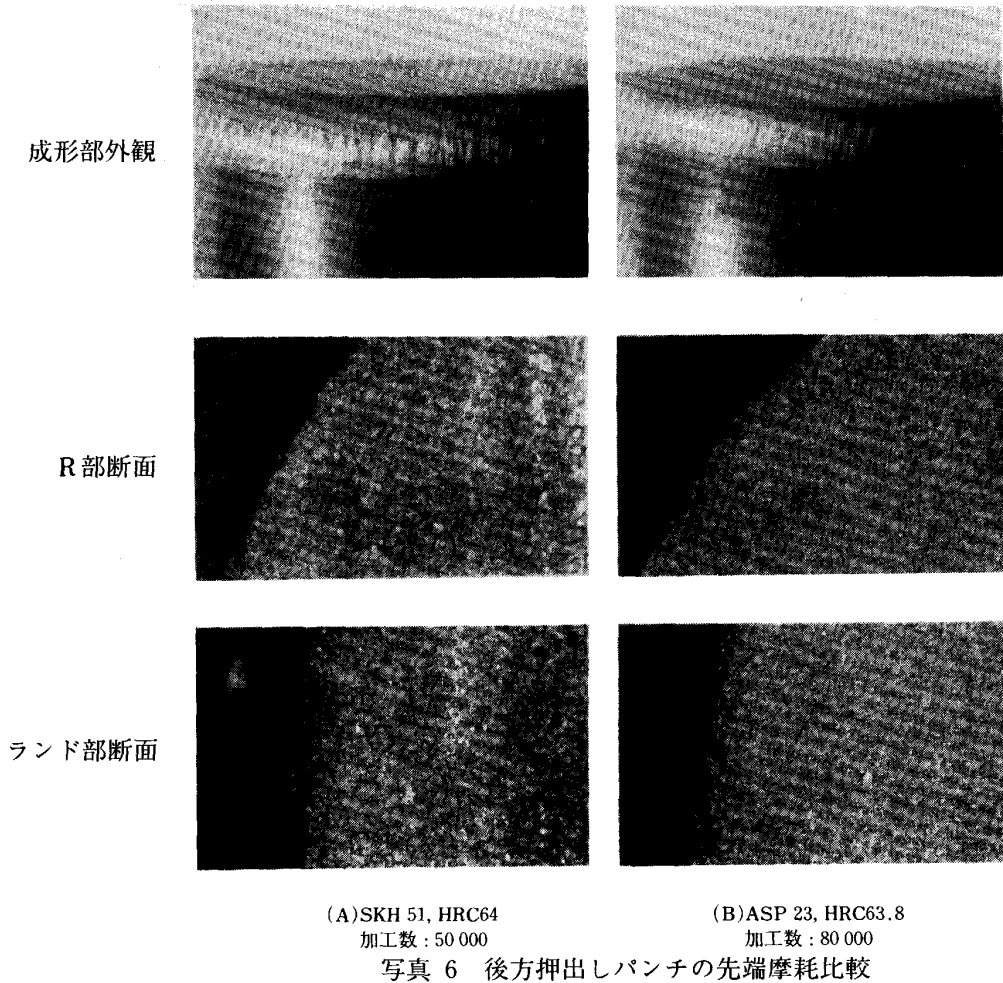 成形部外観
R部断面
ランド部断面
(A)SKH 51, HRC64
加工数：50 000
(B)ASP 23, HRC63.8
加工数：80 000
写真 6 後方押出しパンチの先端摩耗比較